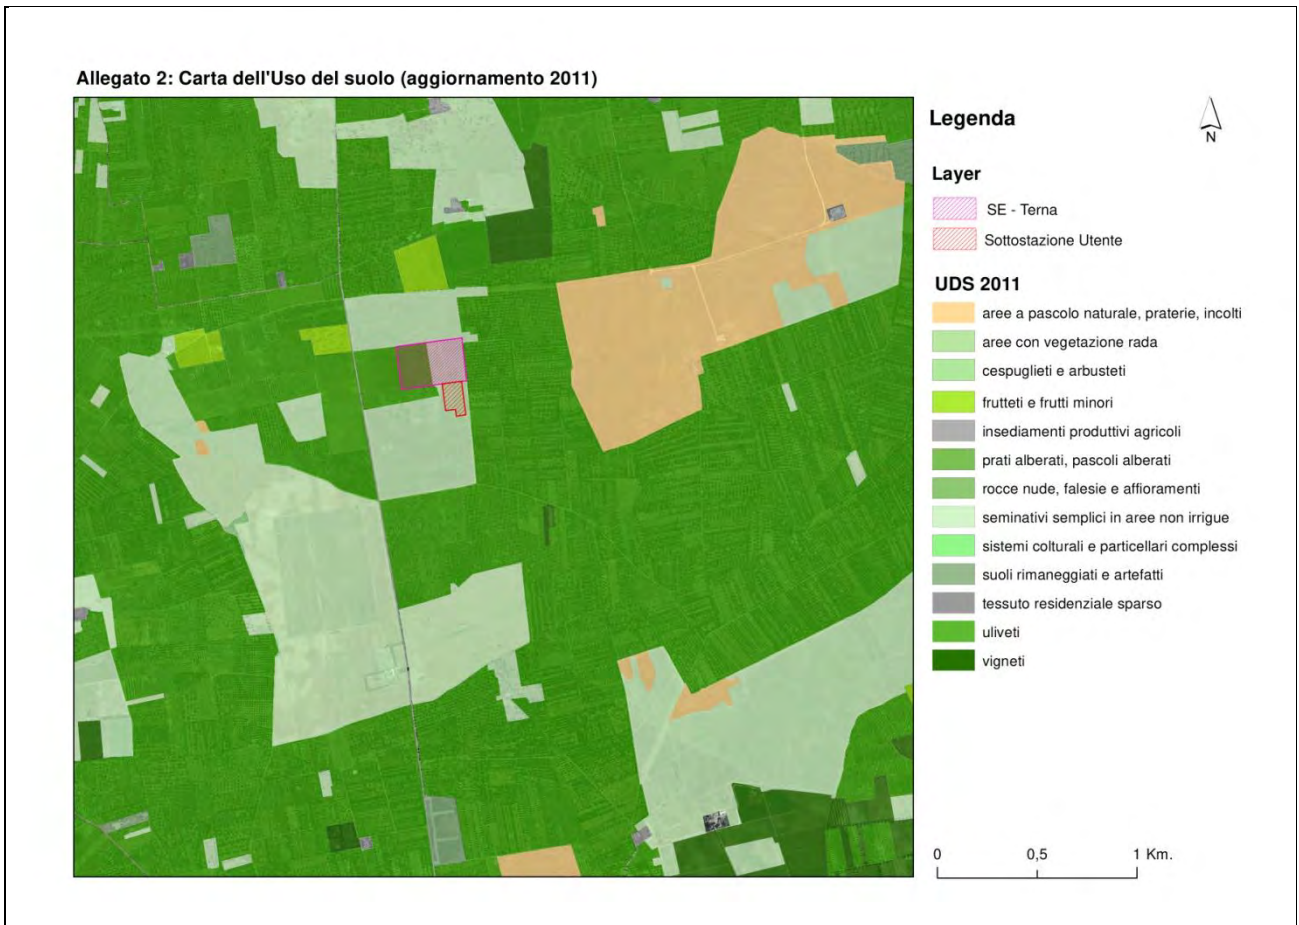 Allegato 2: Carta dell'Uso del suolo (aggiornamento 2011)
Legenda
N
Layer
SE - Terna
Sottostazione Utente
UDS 2011
aree a pascolo naturale, praterie, incolti
aree con vegetazione rada
cespuglieti e arbusteti
frutteti e frutti minori
insediamenti produttivi agricoli
prati alberati, pascoli alberati
rocce nude, falesie e affioramenti
seminativi semplici in aree non irrigue
sistemi colturali e particellari complessi
suoli rimaneggiati e artefatti
tessuto residenziale sparso
uliveti
vigneti
0 0,5 1 Km.